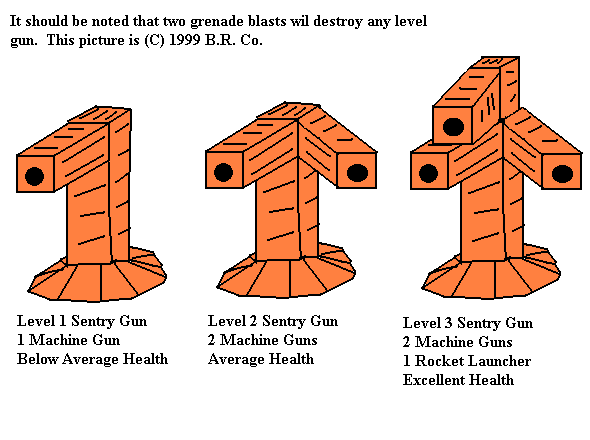 It should be noted that two grenade blasts wil destroy any level
gun.  This picture is (C) 1999 B.R. Co.
Level 1 Sentry Gun
1 Machine Gun
Below Average Health
Level 2 Sentry Gun
2 Machine Guns
Average Health
Level 3 Sentry Gun
2 Machine Guns
1 Rocket Launcher
Excellent Health